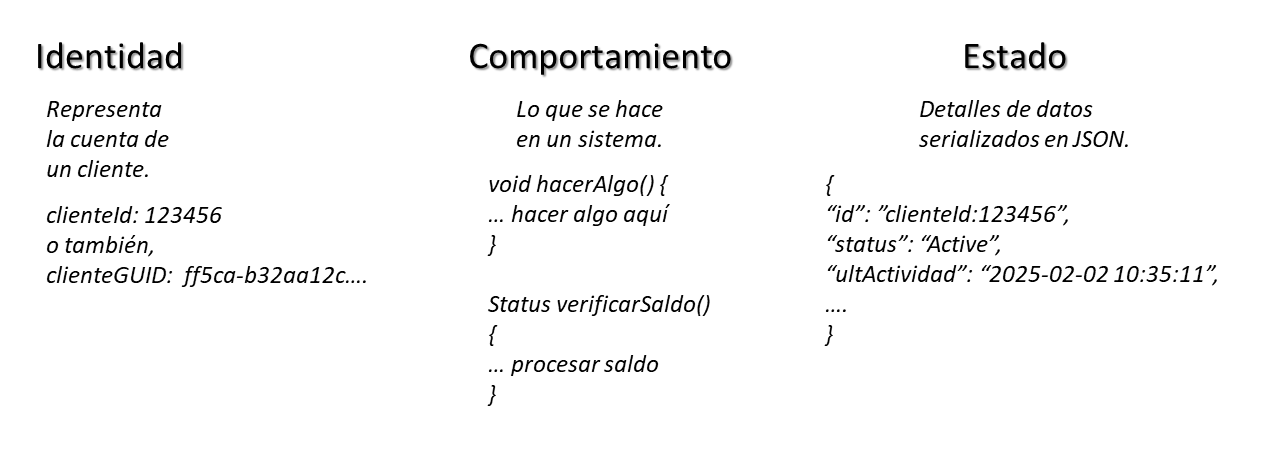 Identidad
Representa
la cuenta de
un cliente.
clienteId: 123456
o también,
clienteGUID:  ff5ca-b32aa12c....
Comportamiento
Lo que se hace
en un sistema.
void hacerAlgo() {
... hacer algo aquí
}
Status verificarSaldo()
{
... procesar saldo
}
Estado
Detalles de datos
serializados en JSON.
{
“id”: ”clienteId:123456”,
“status”: “Active”,
“ultActividad”: “2025-02-02 10:35:11”,
....
}